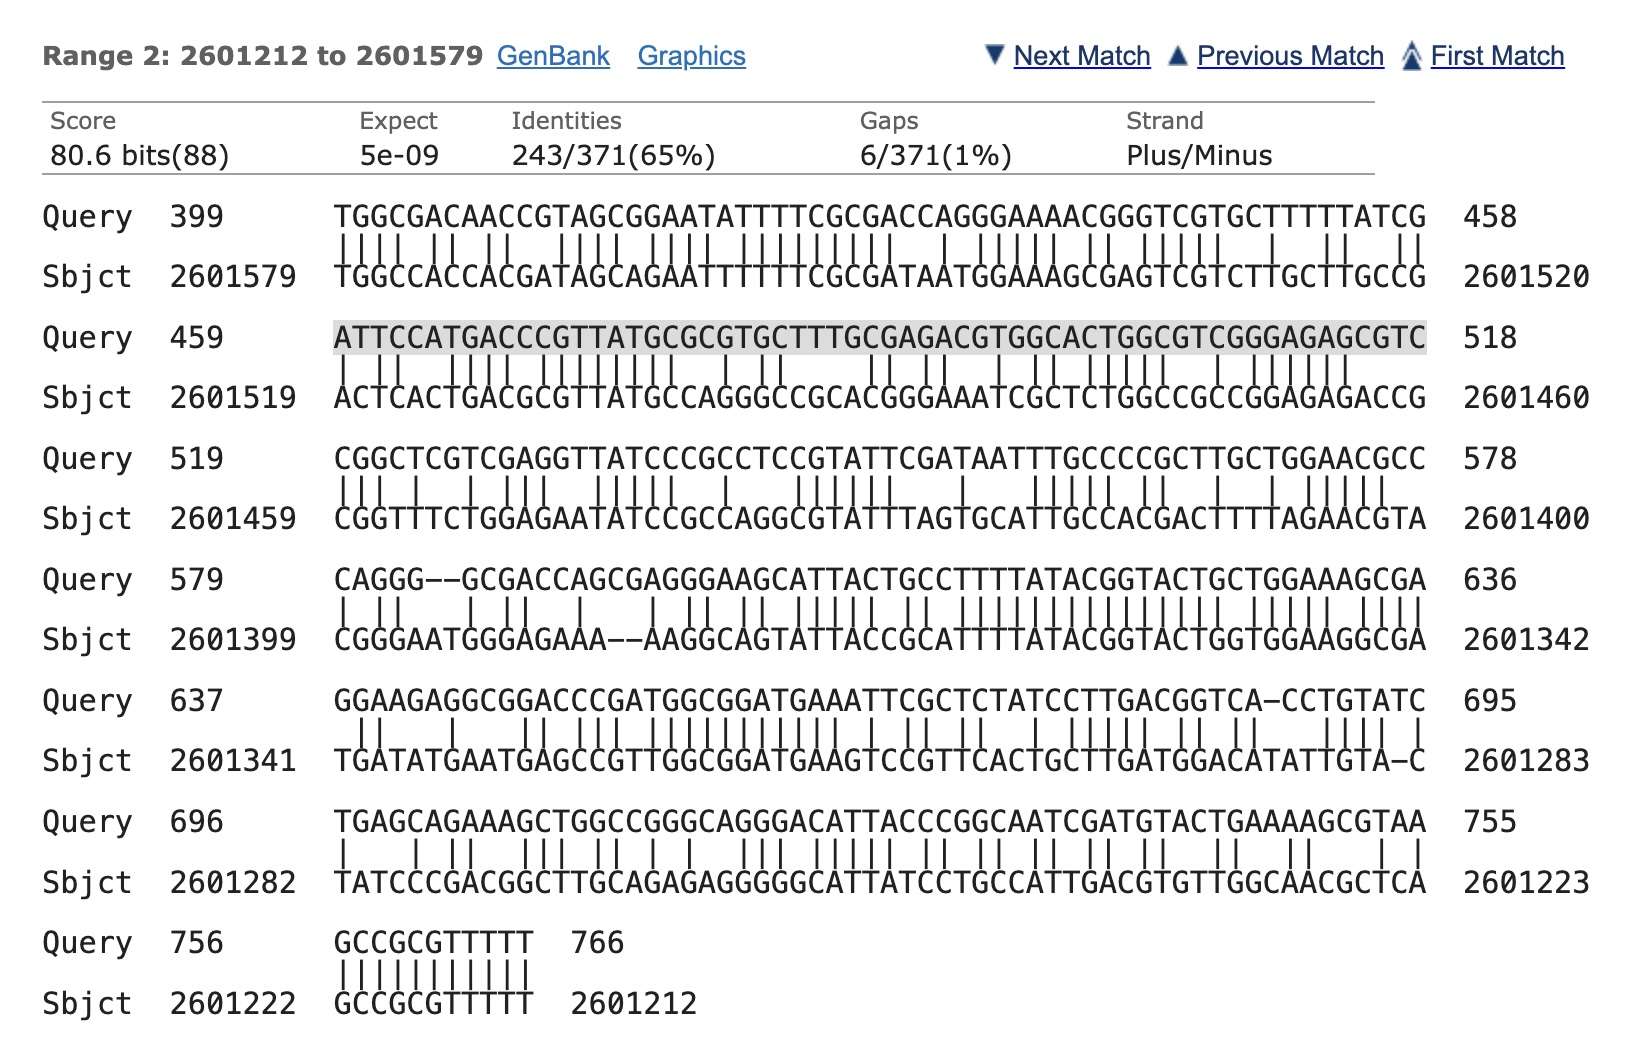 Range 2: 2601212 to 2601579 GenBank Graphics ▼ Next Match ▲ Previous Match First Match
Score Expect Identities Gaps Strand
80.6 bits(88) 5e-09 243/371(65%) 6/371(1%) Plus/Minus
Query 399 TGGCGACAACCGTAGCGGAATATTTTCGCGACCAGGGAAAACGGGTCGTGCTTTTTATCG 458
|||| || || |||| |||| |||||||||| | ||||| || ||||| | || ||
Sbjct 2601579 TGGCCACCACGATAGCAGAATTTTTTCGCGATAATGGAAAGCGAGTCGTCTTGCTTGCCG 2601520
Query 459 ATTCCATGACCCGTTATGCGCGTGCTTTGCGAGACGTGGCACTGGCGTCGGGAGAGCGTC 518
| || |||| |||||||| | || || || | || ||||| | ||||||
Sbjct 2601519 ACTCACTGACGCGTTATGCCAGGGCCGCACGGGAAATCGCTCTGGCCGCCGGAGAGACCG 2601460
Query 519 CGGCTCGTCGAGGTTATCCCGCCTCCGTATTCGATAATTTGCCCCGCTTGCTGGAACGCC 578
||| | | ||| ||||| | |||||| | ||||| || | | |||||
Sbjct 2601459 CGGTTTCTGGAGAATATCCGCCAGGCGTATTTAGTGCATTGCCACGACTTTTAGAACGTA 2601400
Query 579 CAGGG--GCGACCAGCGAGGGAAGCATTACTGCCTTTTATACGGTACTGCTGGAAAGCGA 636
| || | || | | || || ||||| || ||||||||||||||| ||||| ||||
Sbjct 2601399 CGGGAATGGGAGAAA--AAGGCAGTATTACCGCATTTTATACGGTACTGGTGGAAGGCGA 2601342
Query 637 GGAAGAGGCGGACCCGATGGCGGATGAAATTCGCTCTATCCTTGACGGTCA-CCTGTATC 695
|| | || ||| ||||||||||| | || || | ||||| || || |||| |
Sbjct 2601341 TGATATGAATGAGCCGTTGGCGGATGAAGTCCGTTCACTGCTTGATGGACATATTGTA-C 2601283
Query 696 TGAGCAGAAAGCTGGCCGGGCAGGGACATTACCCGGCAATCGATGTACTGAAAAGCGTAA 755
| | || ||| || | | ||| ||||| || || || || || || || | |
Sbjct 2601282 TATCCCGACGGCTTGCAGAGAGGGGGCATTATCCTGCCATTGACGTGTTGGCAACGCTCA 2601223
Query 756 GCCGCGTTTTT 766
|||||||||||
Sbjct 2601222 GCCGCGTTTTT 2601212